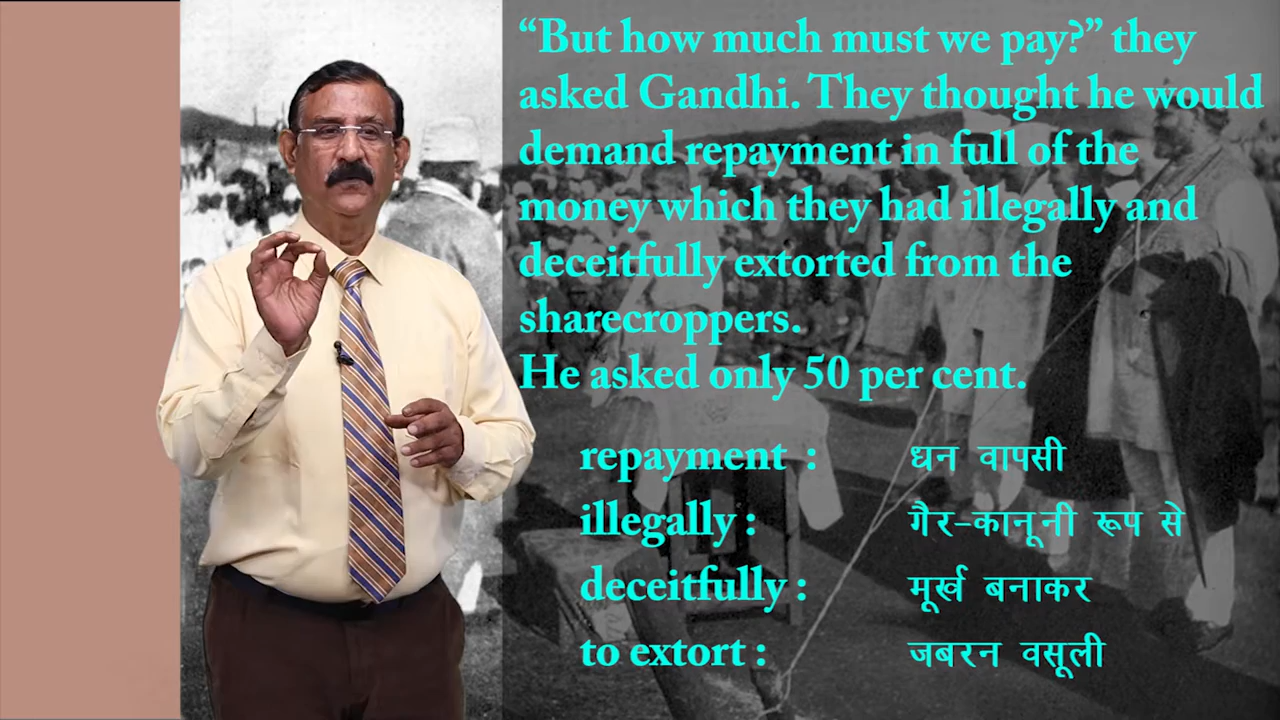 “But how much must we pay?” they
asked Gandhi. They thought he would
demand repayment in full of the
money which they had illegally and
deceitfully extorted from the
sharecroppers.
He asked only 50 per cent.
repayment : धन वापसी
illegally : गैर-कानूनी रूप से
deceitfully : मूर्ख बनाकर
to extort : जबरन वसूली